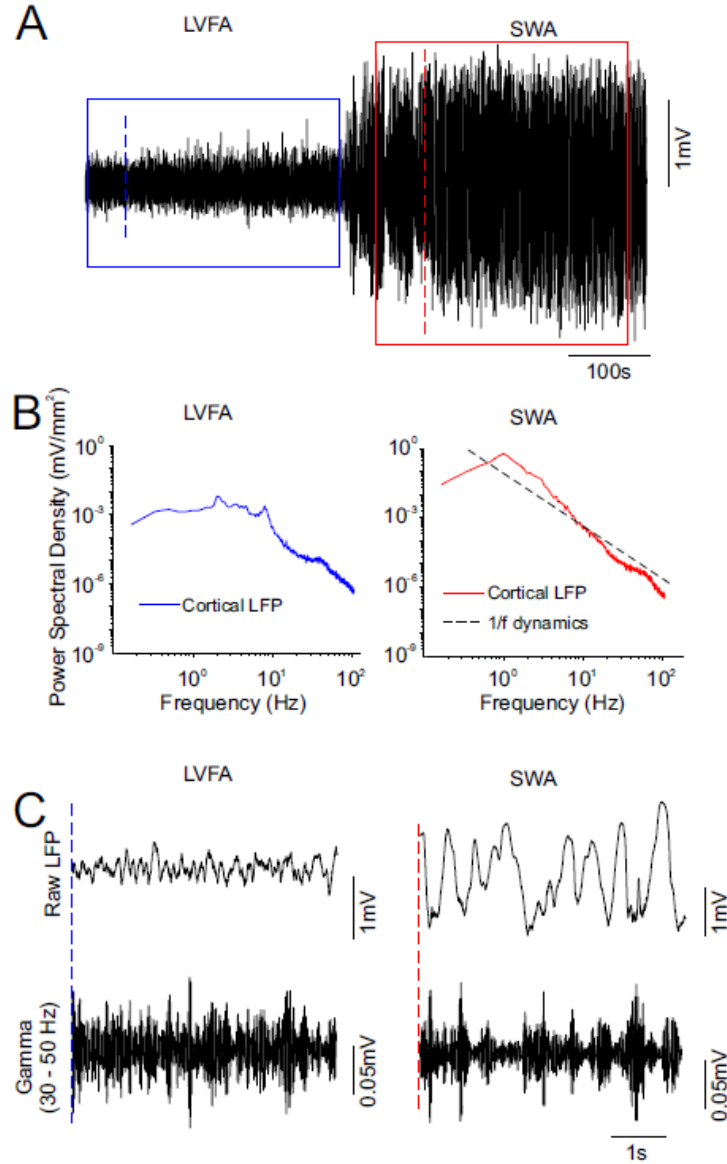 A
LVFA
SWA
1mV
100s
B
LVFA
SWA
Power Spectral Density (mV/mm²)
10⁰
10⁻³
10⁻⁶
10⁻⁹
Cortical LFP
10⁰
10¹
10²
Frequency (Hz)
10⁰
10⁻³
10⁻⁶
10⁻⁹
Cortical LFP
1/f dynamics
10⁰
10¹
10²
Frequency (Hz)
C
LVFA
SWA
Raw LFP
1mV
1mV
Gamma
(30 - 50 Hz)
0.05mV
0.05mV
1s